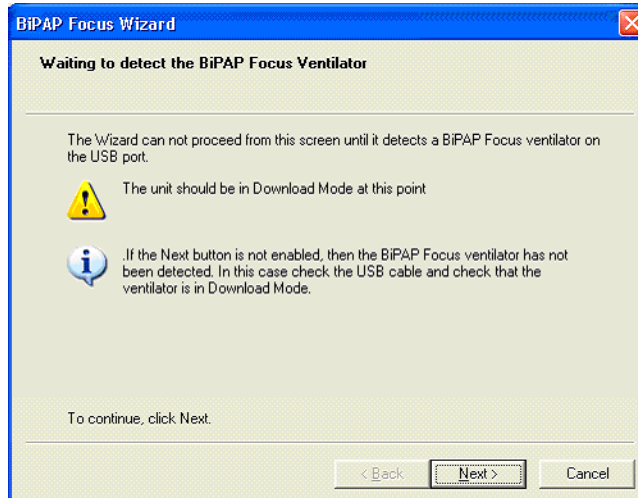 BiPAP Focus Wizard
Waiting to detect the BiPAP Focus Ventilator
The Wizard can not proceed from this screen until it detects a BiPAP Focus ventilator on
the USB port.
The unit should be in Download Mode at this point
.If the Next button is not enabled, then the BiPAP Focus ventilator has not
been detected. In this case check the USB cable and check that the
ventilator is in Download Mode.
To continue, click Next.
< Back Next > Cancel